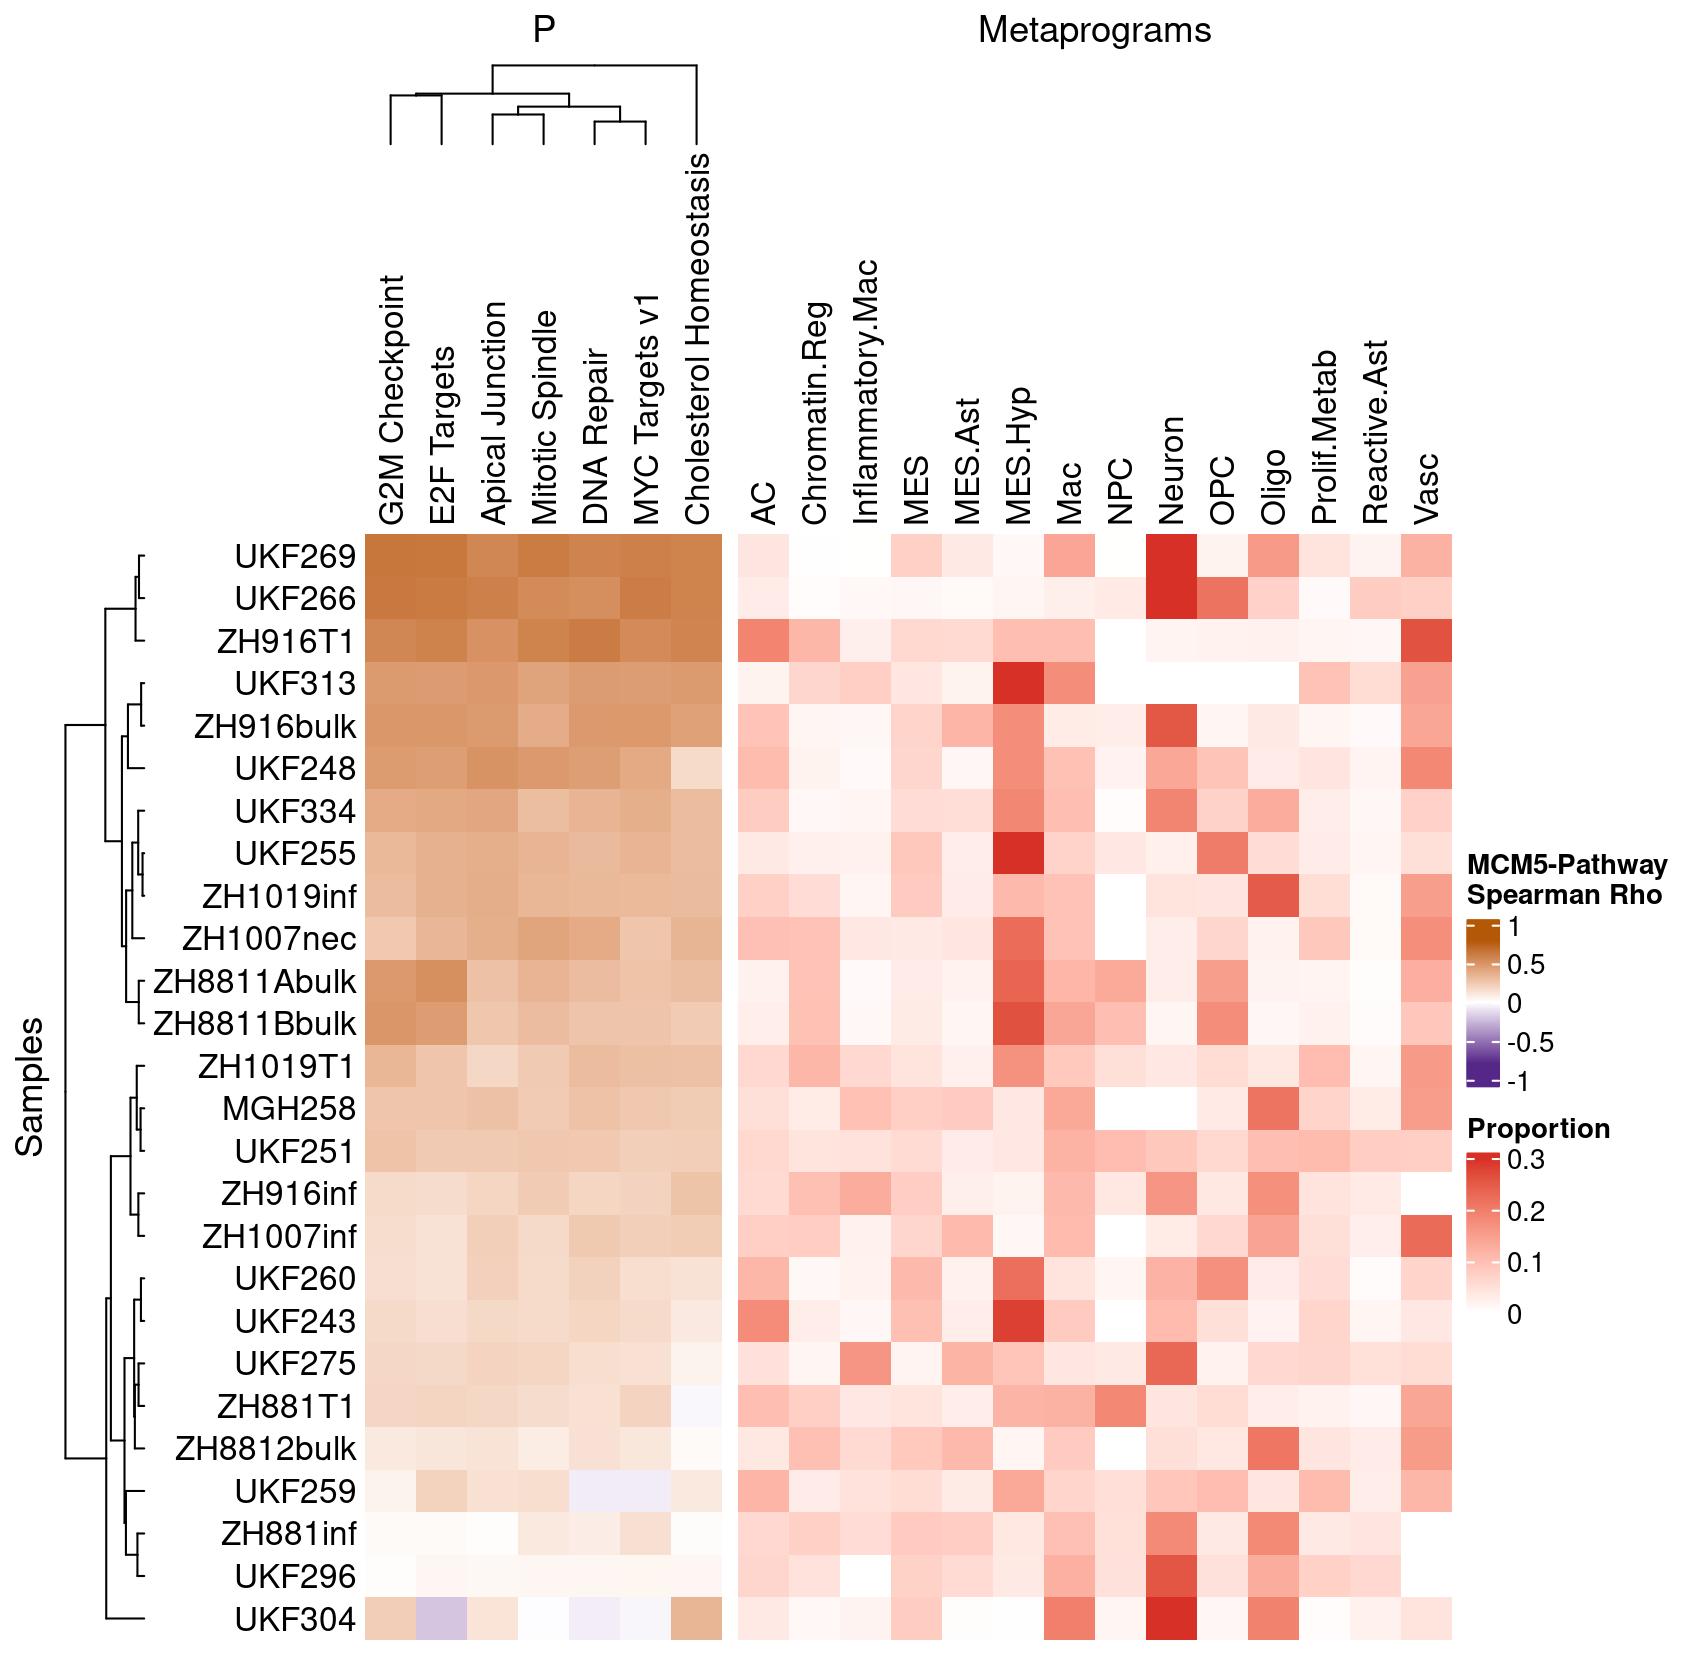 P
Metaprograms
G2M Checkpoint
E2F Targets
Apical Junction
Mitotic Spindle
DNA Repair
MYC Targets v1
Cholesterol Homeostasis
AC
Chromatin.Reg
Inflammatory.Mac
MES
MES.Ast
MES.Hyp
Mac
NPC
Neuron
OPC
Oligo
Prolif.Metab
Reactive.Ast
Vasc
Samples
UKF269
UKF266
ZH916T1
UKF313
ZH916bulk
UKF248
UKF334
UKF255
ZH1019inf
ZH1007nec
ZH8811Abulk
ZH8811Bbulk
ZH1019T1
MGH258
UKF251
ZH916inf
ZH1007inf
UKF260
UKF243
UKF275
ZH881T1
ZH8812bulk
UKF259
ZH881inf
UKF296
UKF304
MCM5-Pathway
Spearman Rho
1
0.5
0
-0.5
-1
Proportion
0.3
0.2
0.1
0